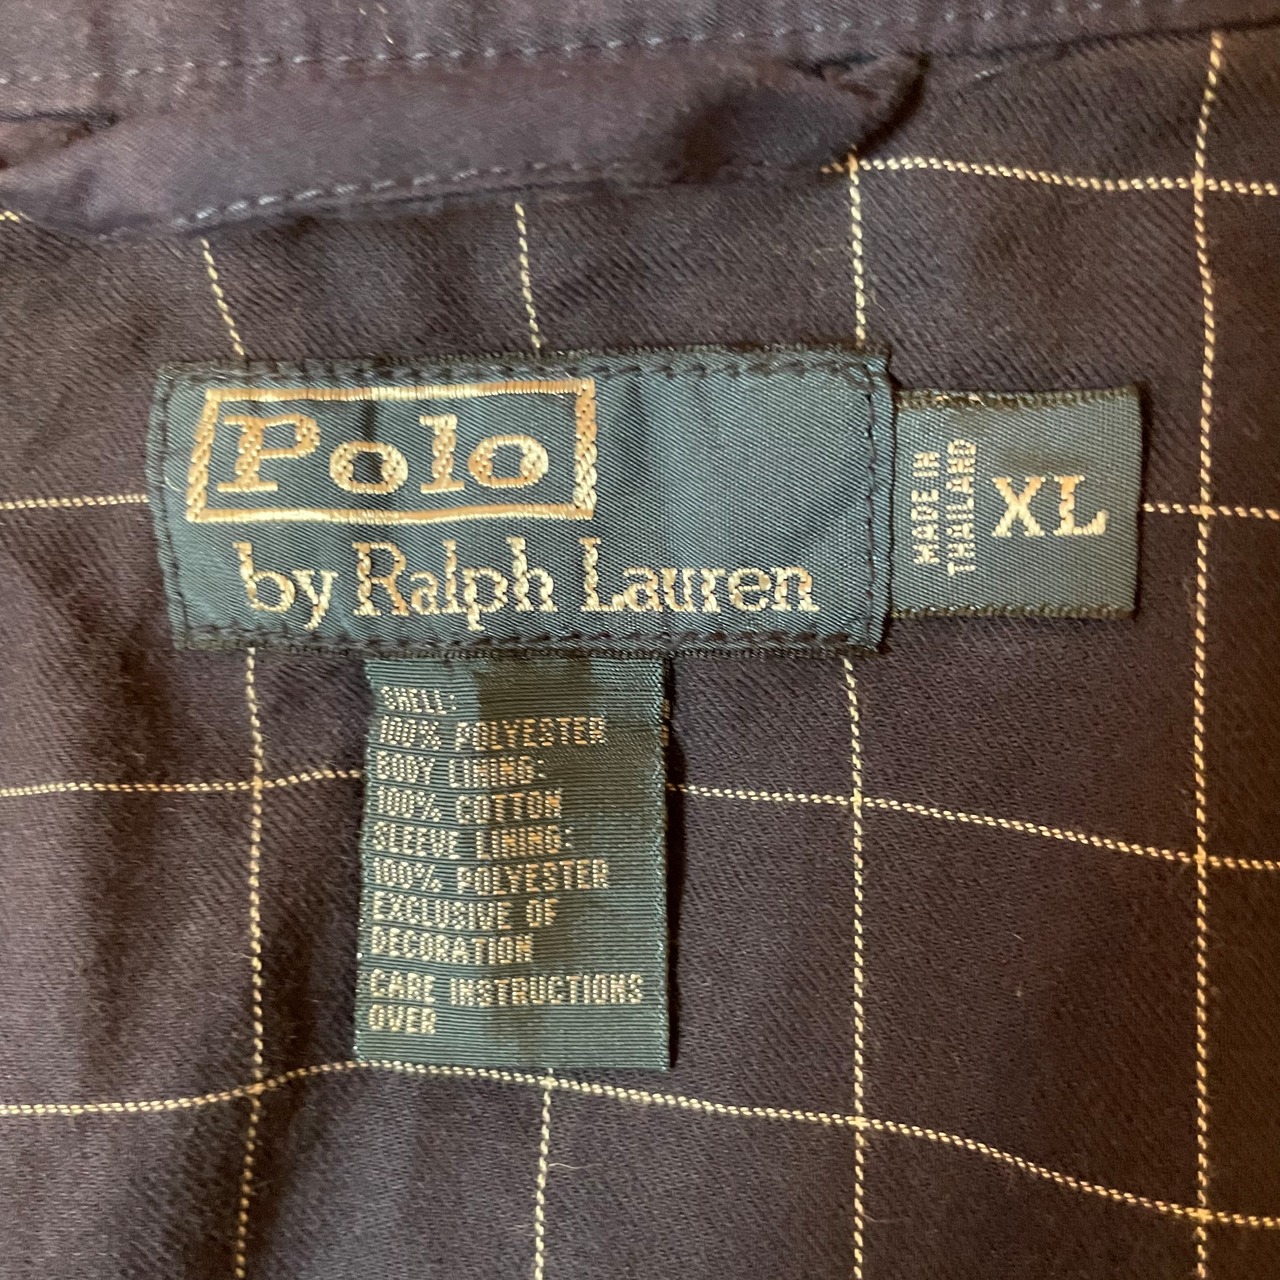 Polo
by Ralph Lauren
MADE IN
THAILAND
XL
SHELL:
100% POLYESTER
BODY LINING:
100% COTTON
SLEEVE LINING:
100% POLYESTER
EXCLUSIVE OF
DECORATION
CARE INSTRUCTIONS
OVER